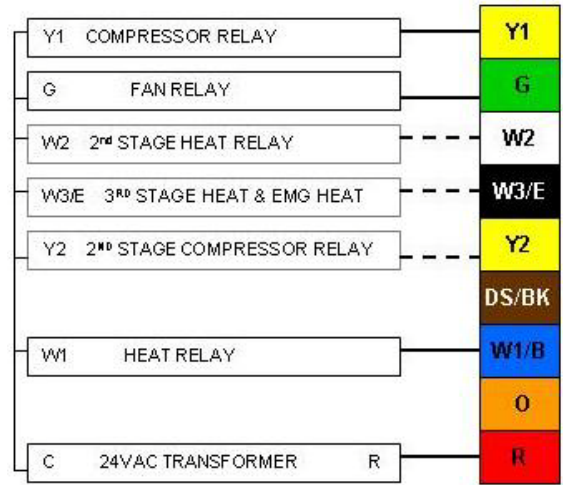 Y1 COMPRESSOR RELAY Y1
G FAN RELAY G
W2 2nd STAGE HEAT RELAY W2
W3/E 3RD STAGE HEAT & EMG HEAT W3/E
Y2 2ND STAGE COMPRESSOR RELAY Y2
DS/BK
W1 HEAT RELAY W1/B
O
C 24VAC TRANSFORMER R R